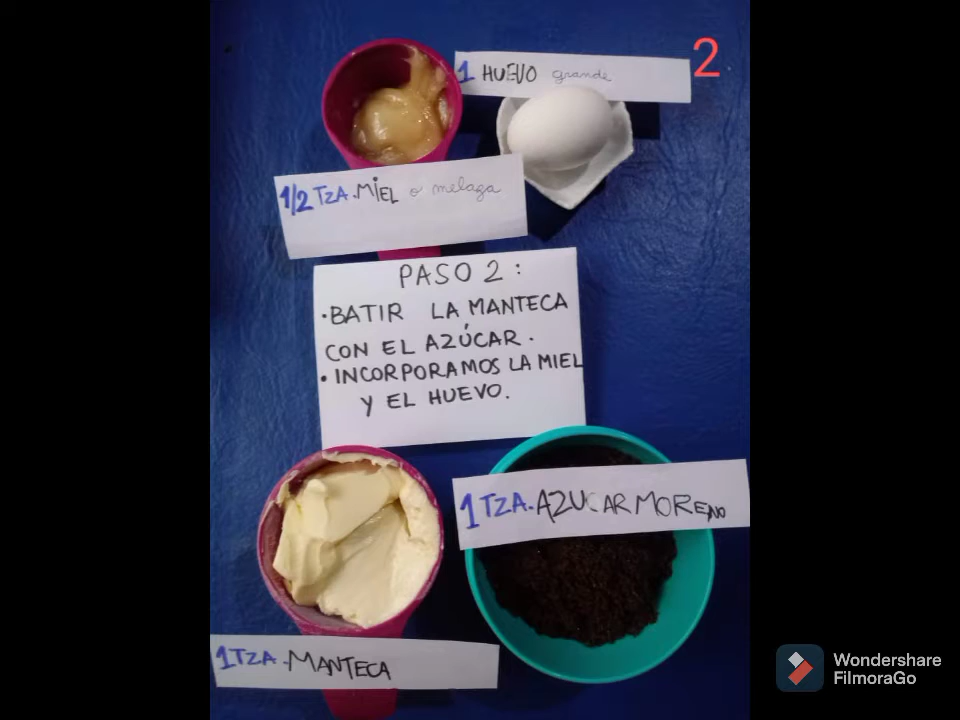 1 HUEVO grande
2
1/2 TZA. MIEL o melaza
PASO 2:
• BATIR LA MANTECA
CON EL AZÚCAR.
• INCORPORAMOS LA MIEL
Y EL HUEVO.
1 TZA. AZUCAR MORENO
1 TZA. MANTECA
Wondershare
FilmoraGo